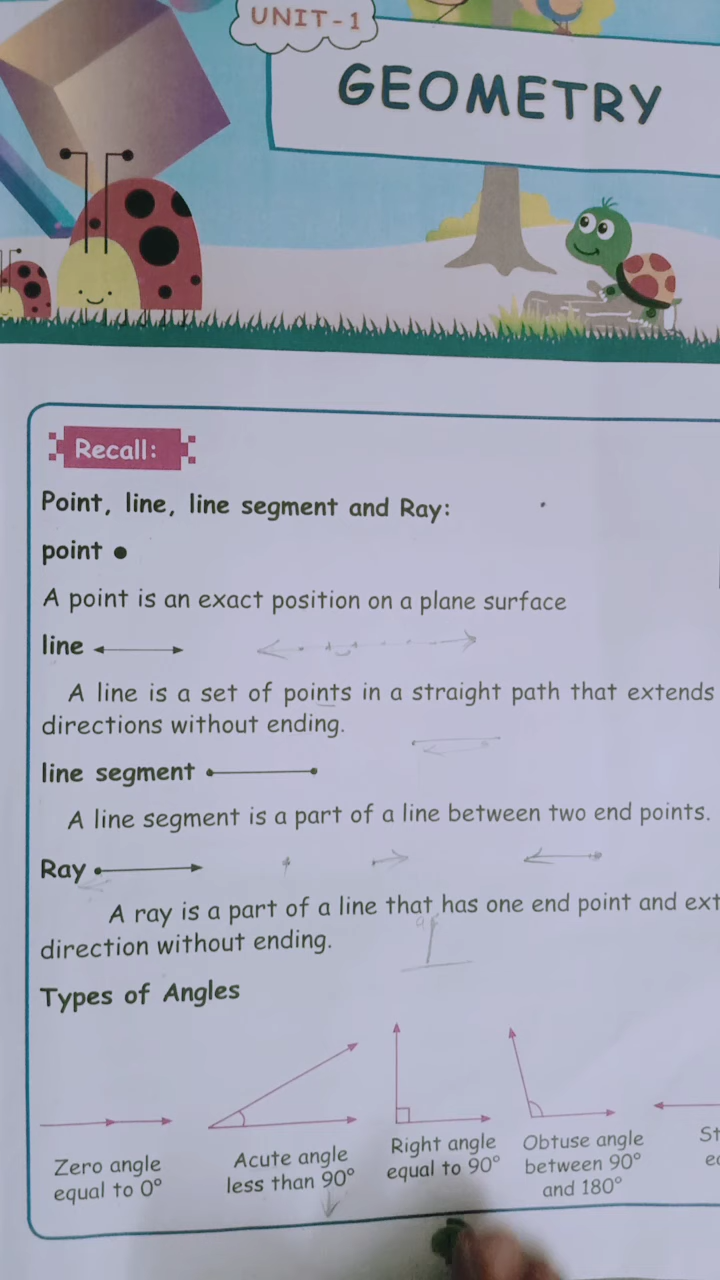 UNIT-1
GEOMETRY
Recall:
Point, line, line segment and Ray:
point
A point is an exact position on a plane surface
line
A line is a set of points in a straight path that extends
directions without ending.
line segment
A line segment is a part of a line between two end points.
Ray
A ray is a part of a line that has one end point and ext
direction without ending.
Types of Angles
Zero angle
equal to 0°
Acute angle
less than 90°
Right angle
equal to 90°
Obtuse angle
between 90°
and 180°
St
eq